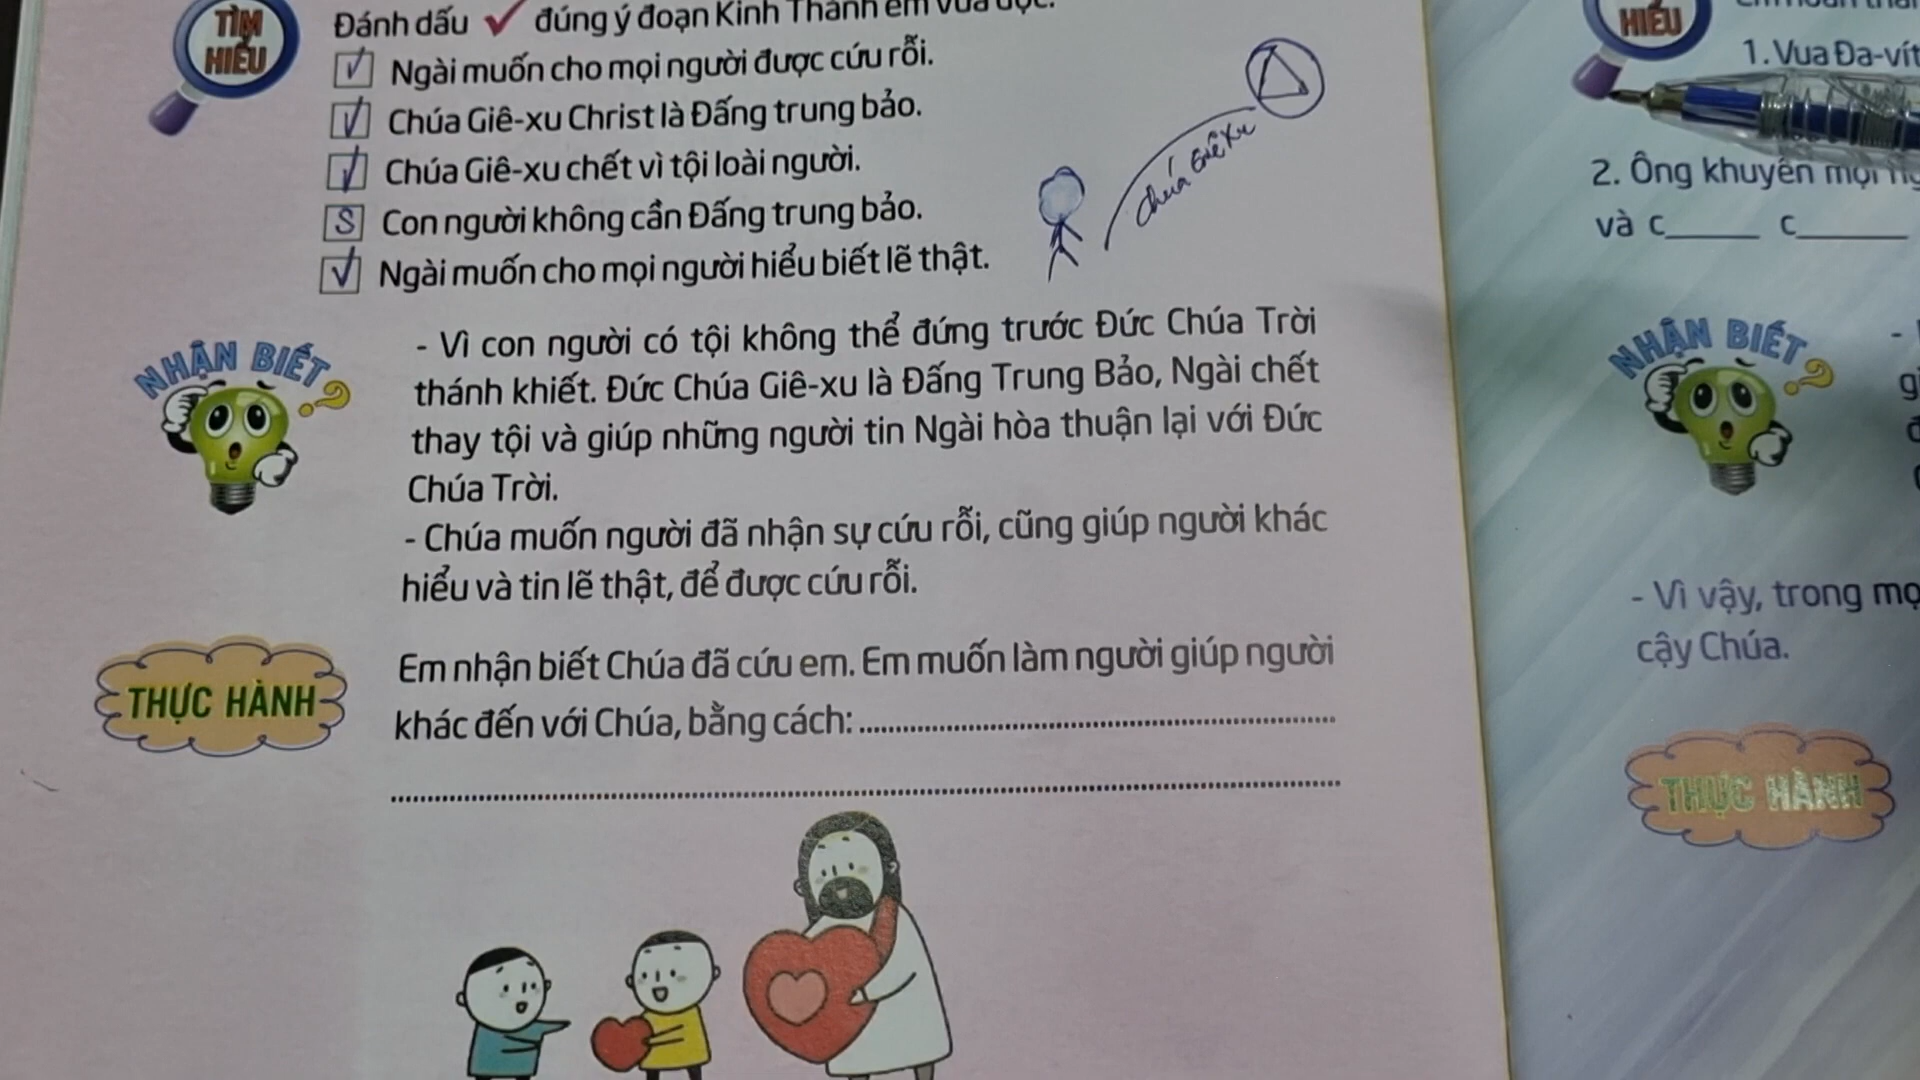 TÌM
HIỂU
Đánh dấu ✓ đúng ý đoạn Kinh Thánh em vừa đọc.
✓ Ngài muốn cho mọi người được cứu rỗi.
✓ Chúa Giê-xu Christ là Đấng trung bảo.
✓ Chúa Giê-xu chết vì tội loài người.
S Con người không cần Đấng trung bảo.
✓ Ngài muốn cho mọi người hiểu biết lẽ thật.
chúa Giêxu
NHẬN BIẾT?
- Vì con người có tội không thể đứng trước Đức Chúa Trời
thánh khiết. Đức Chúa Giê-xu là Đấng Trung Bảo, Ngài chết
thay tội và giúp những người tin Ngài hòa thuận lại với Đức
Chúa Trời.
- Chúa muốn người đã nhận sự cứu rỗi, cũng giúp người khác
hiểu và tin lẽ thật, để được cứu rỗi.
THỰC HÀNH
Em nhận biết Chúa đã cứu em. Em muốn làm người giúp người
khác đến với Chúa, bằng cách:
HIỂU
1. Vua Đa-vít
2. Ông khuyên mọi
và c______ c______
NHẬN BIẾT?
- Vì vậy, trong
cậy Chúa.
THỰC HÀNH